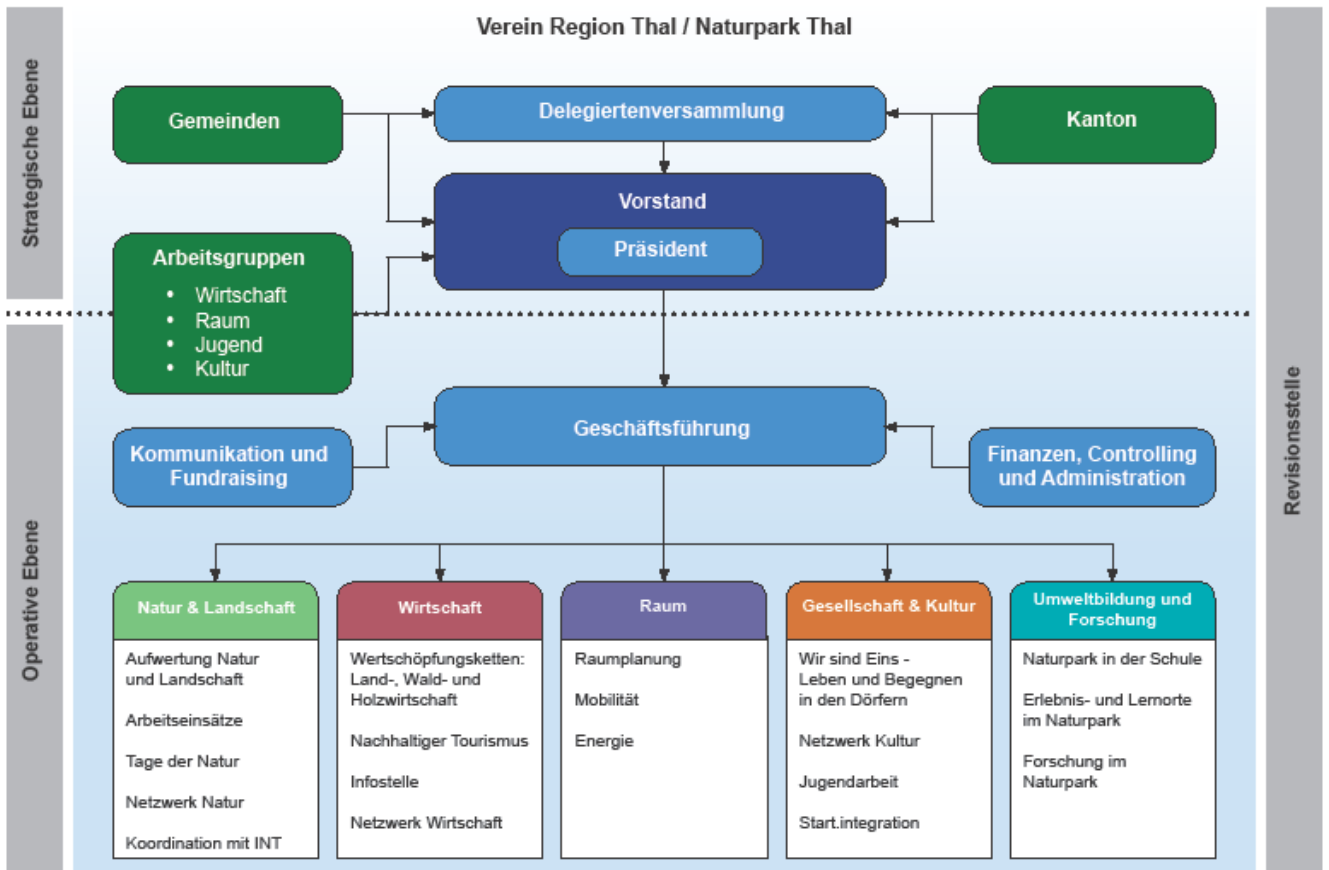 Verein Region Thal / Naturpark Thal
Strategische Ebene
Operative Ebene
Revisionsstelle
Gemeinden
Delegiertenversammlung
Kanton
Vorstand
Präsident
Arbeitsgruppen
• Wirtschaft
• Raum
• Jugend
• Kultur
Geschäftsführung
Kommunikation und
Fundraising
Finanzen, Controlling
und Administration
Natur & Landschaft
Aufwertung Natur
und Landschaft
Arbeitseinsätze
Tage der Natur
Netzwerk Natur
Koordination mit INT
Wirtschaft
Wertschöpfungsketten:
Land-, Wald- und
Holzwirtschaft
Nachhaltiger Tourismus
Infostelle
Netzwerk Wirtschaft
Raum
Raumplanung
Mobilität
Energie
Gesellschaft & Kultur
Wir sind Eins -
Leben und Begegnen
in den Dörfern
Netzwerk Kultur
Jugendarbeit
Start.integration
Umweltbildung und
Forschung
Naturpark in der Schule
Erlebnis- und Lernorte
im Naturpark
Forschung im
Naturpark